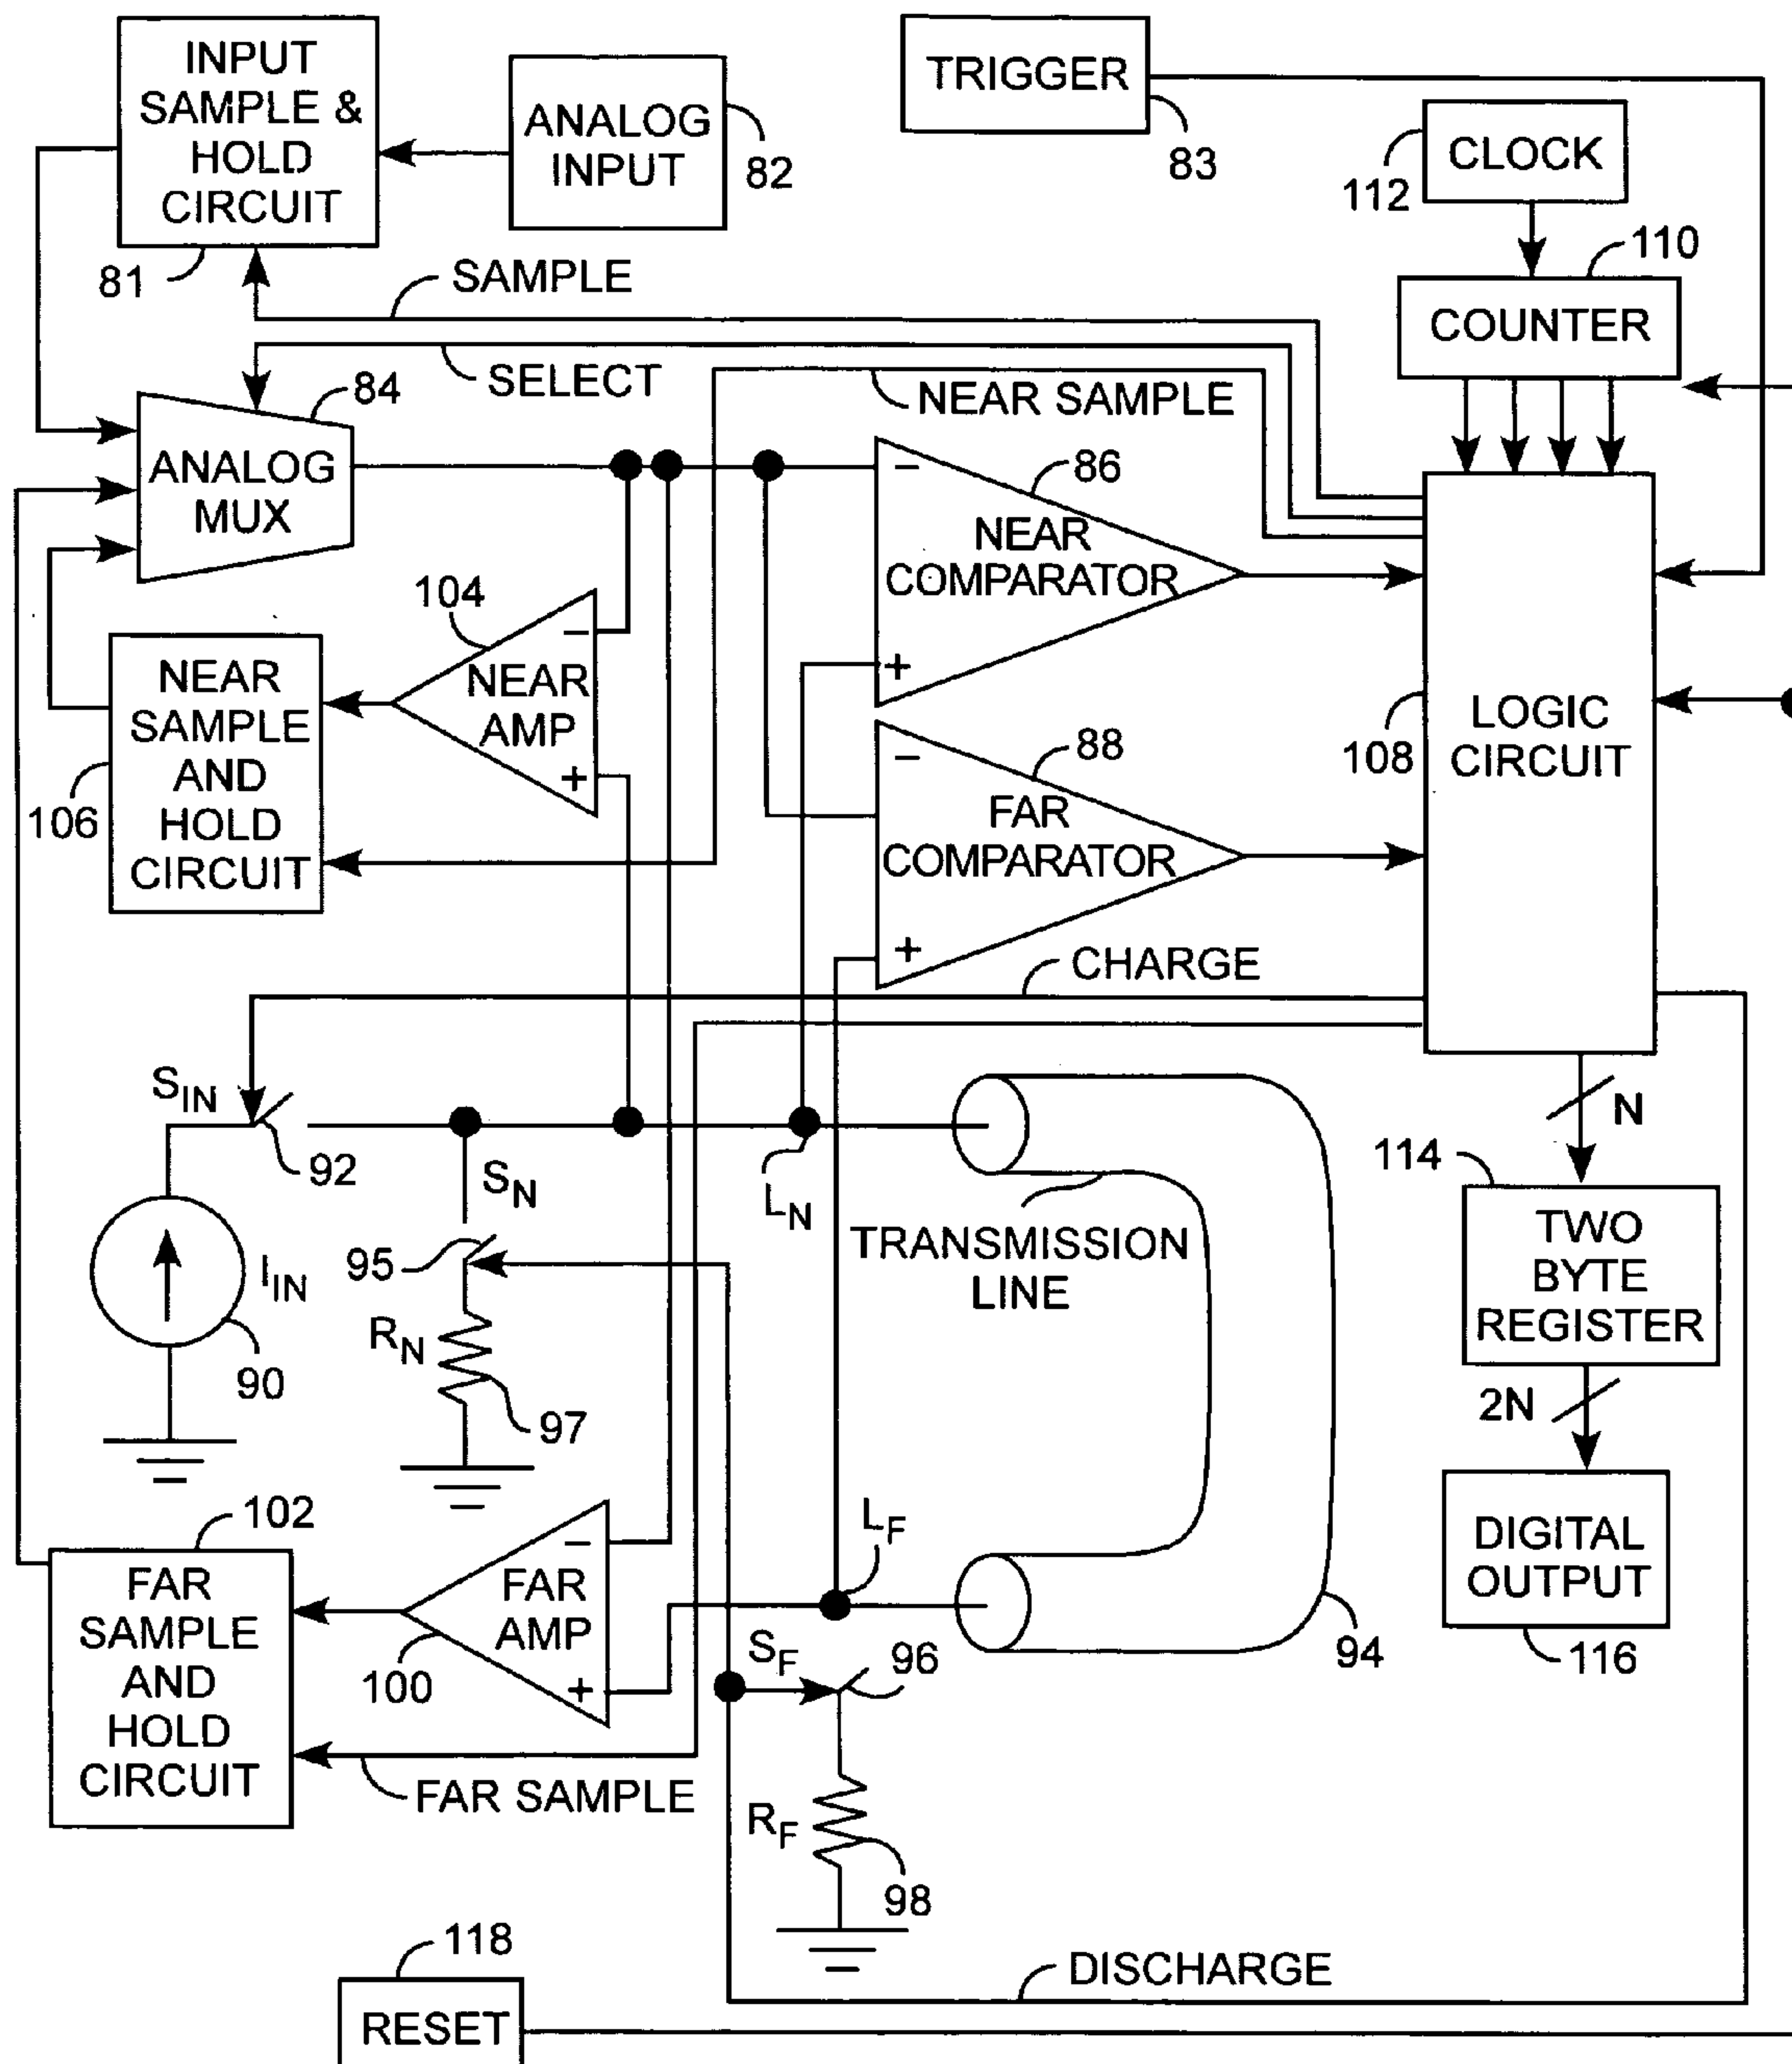 INPUT
SAMPLE &
HOLD
CIRCUIT
81
ANALOG
INPUT
82
TRIGGER
83
CLOCK
112
110
COUNTER
SAMPLE
SELECT
NEAR SAMPLE
84
ANALOG
MUX
86
−
NEAR
COMPARATOR
+
104
−
NEAR
AMP
+
NEAR
SAMPLE
AND
HOLD
CIRCUIT
106
88
−
FAR
COMPARATOR
+
108
LOGIC
CIRCUIT
CHARGE
SIN
92
SN
LN
95
IIN
90
RN
97
TRANSMISSION
LINE
N
114
TWO
BYTE
REGISTER
2N
DIGITAL
OUTPUT
116
102
FAR
SAMPLE
AND
HOLD
CIRCUIT
−
FAR
AMP
+
100
LF
94
SF
96
FAR SAMPLE
RF
98
118
RESET
DISCHARGE